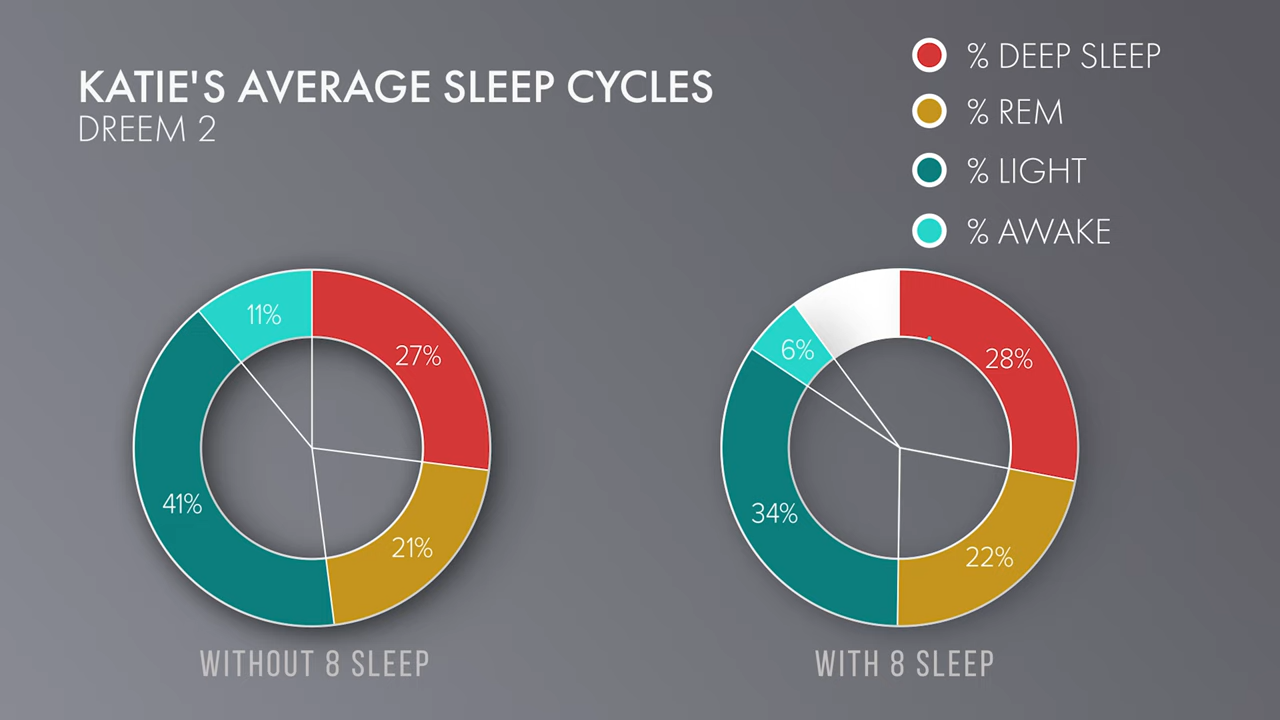 KATIE'S AVERAGE SLEEP CYCLES
DREEM 2
% DEEP SLEEP
% REM
% LIGHT
% AWAKE
11%
27%
41%
21%
WITHOUT 8 SLEEP
6%
28%
34%
22%
WITH 8 SLEEP